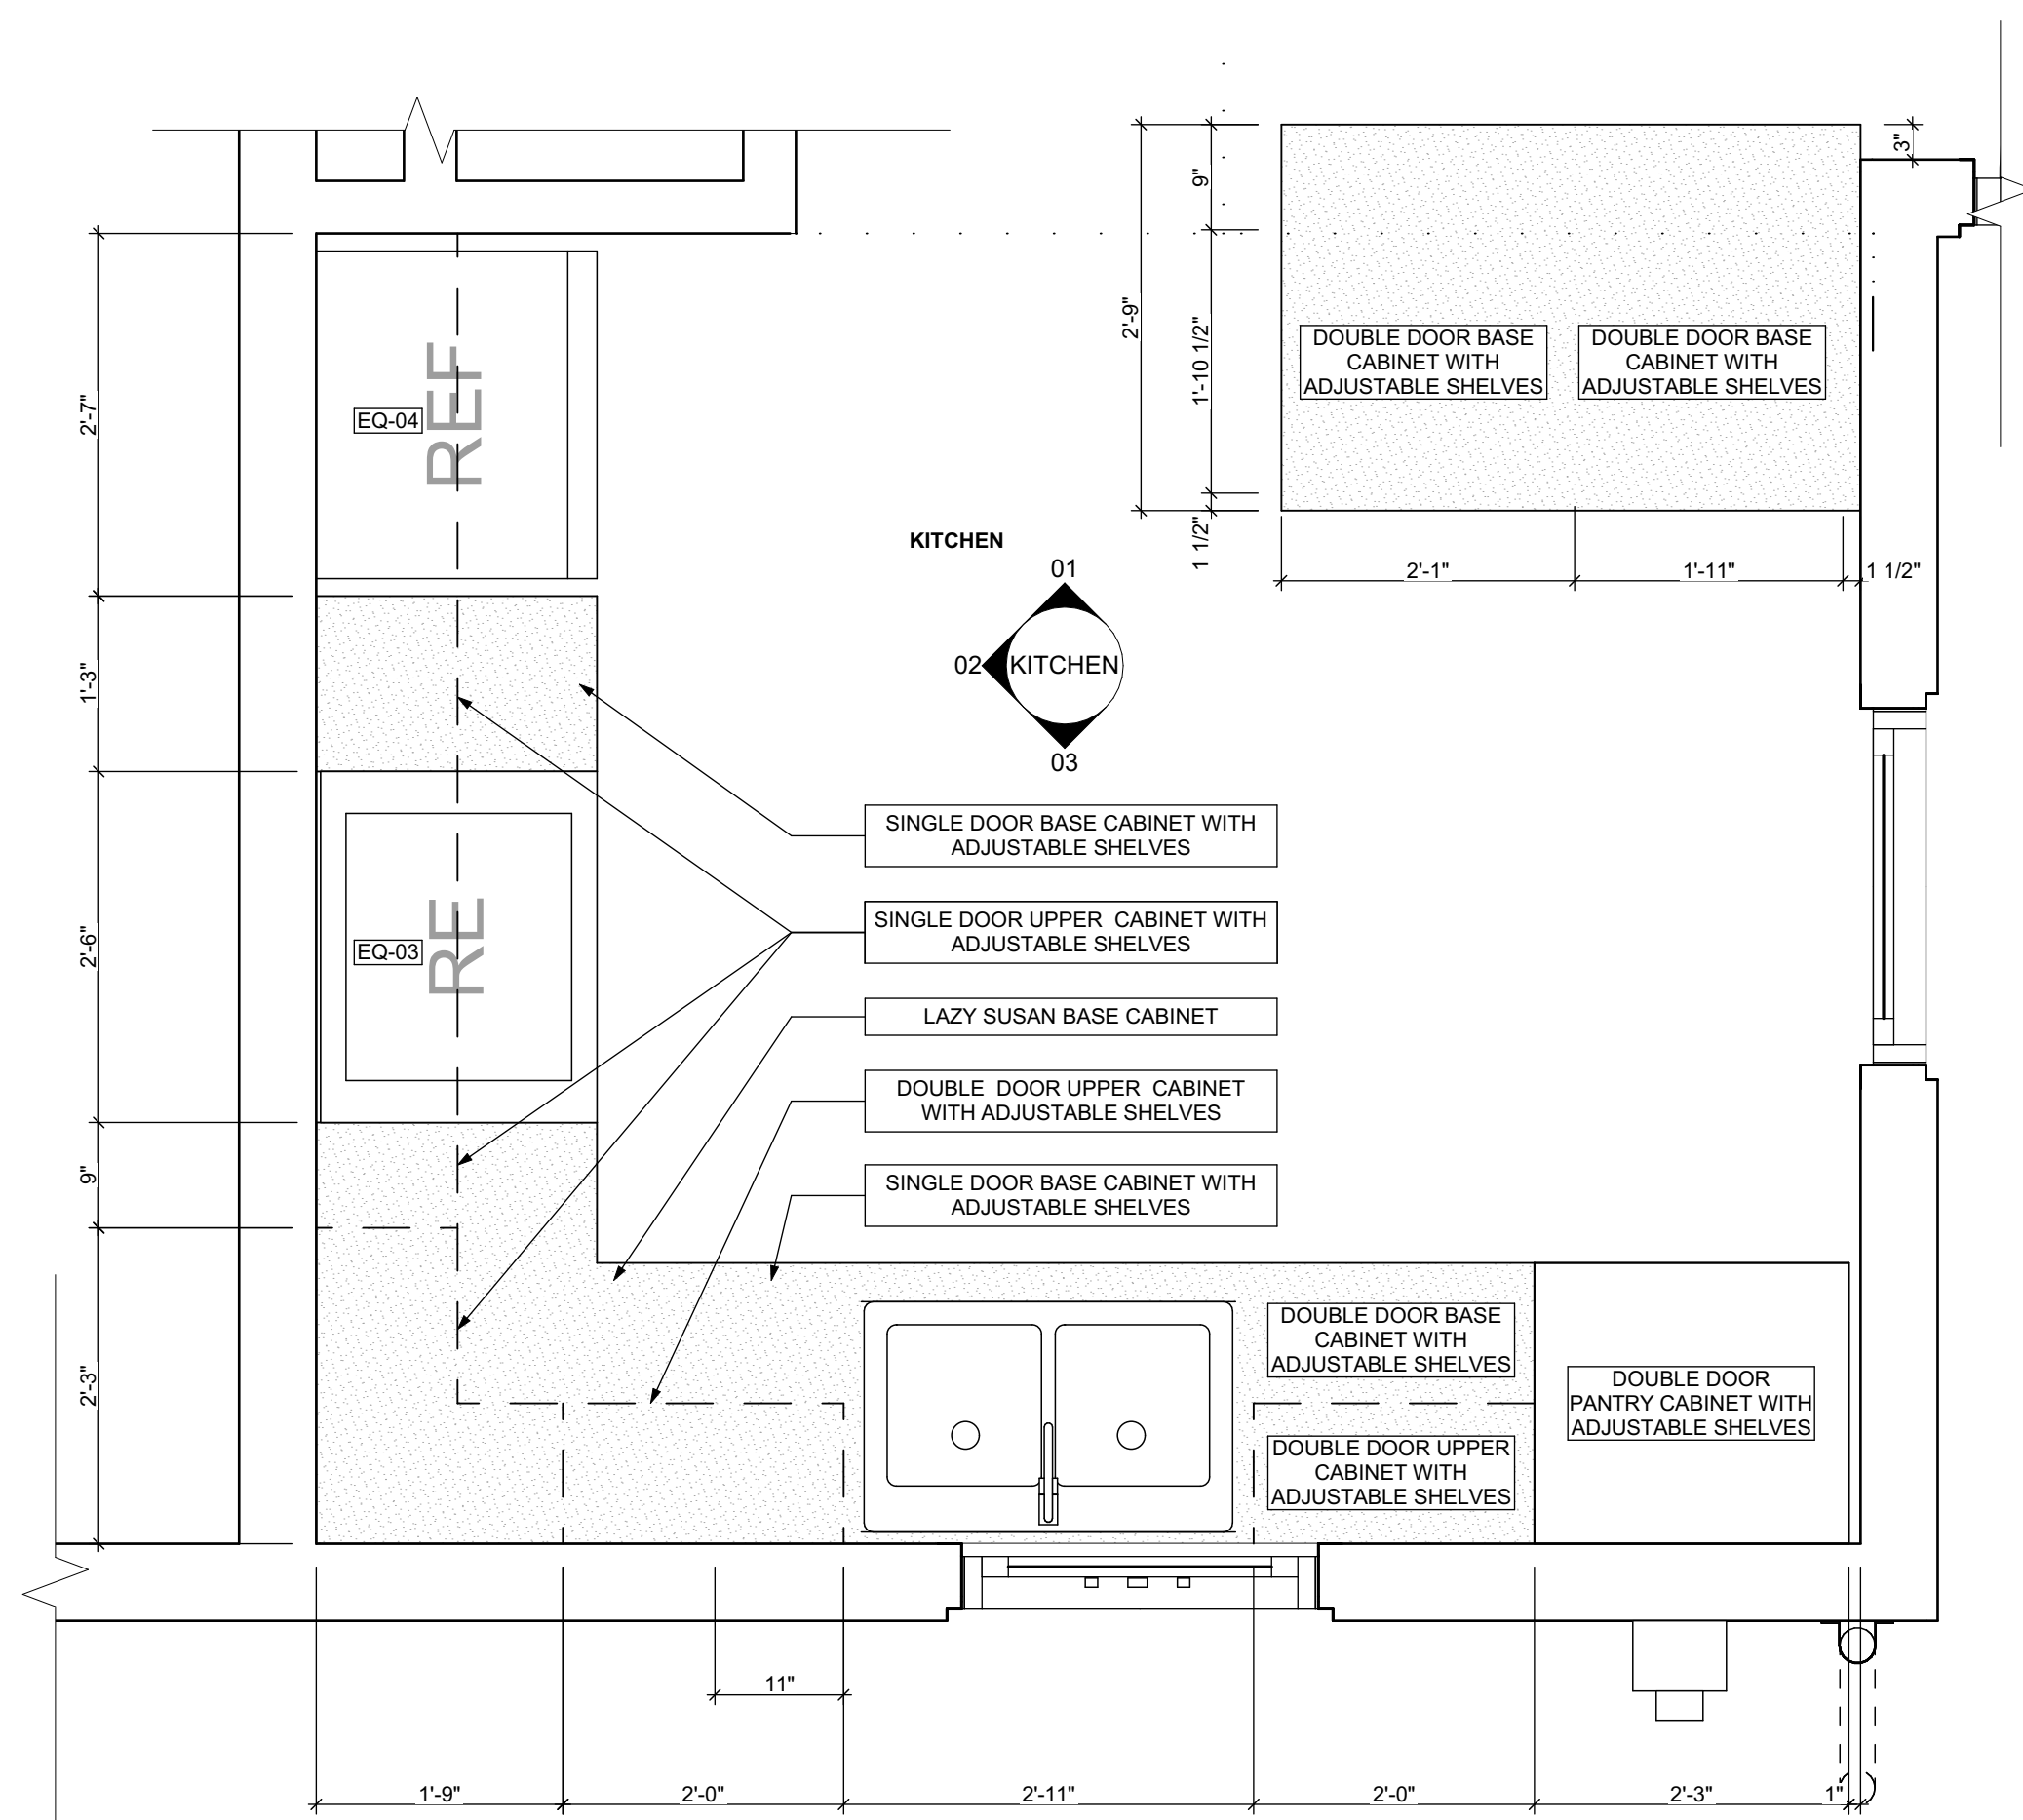 3"
9"
2'-9"
1'-10 1/2"
1 1/2"
DOUBLE DOOR BASE
CABINET WITH
ADJUSTABLE SHELVES
DOUBLE DOOR BASE
CABINET WITH
ADJUSTABLE SHELVES
2'-1"
1'-11"
1 1/2"
2'-7"
EQ-04
REF
KITCHEN
01
02
KITCHEN
03
1'-3"
SINGLE DOOR BASE CABINET WITH
ADJUSTABLE SHELVES
SINGLE DOOR UPPER  CABINET WITH
ADJUSTABLE SHELVES
2'-6"
EQ-03
RE
LAZY SUSAN BASE CABINET
DOUBLE  DOOR UPPER  CABINET
WITH ADJUSTABLE SHELVES
9"
SINGLE DOOR BASE CABINET WITH
ADJUSTABLE SHELVES
2'-3"
DOUBLE DOOR BASE
CABINET WITH
ADJUSTABLE SHELVES
DOUBLE DOOR UPPER
CABINET WITH
ADJUSTABLE SHELVES
DOUBLE DOOR
PANTRY CABINET WITH
ADJUSTABLE SHELVES
11"
1'-9"
2'-0"
2'-11"
2'-0"
2'-3"
1"